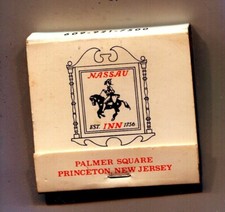 NASSAU
EST INN 1756
PALMER SQUARE
PRINCETON, NEW JERSEY